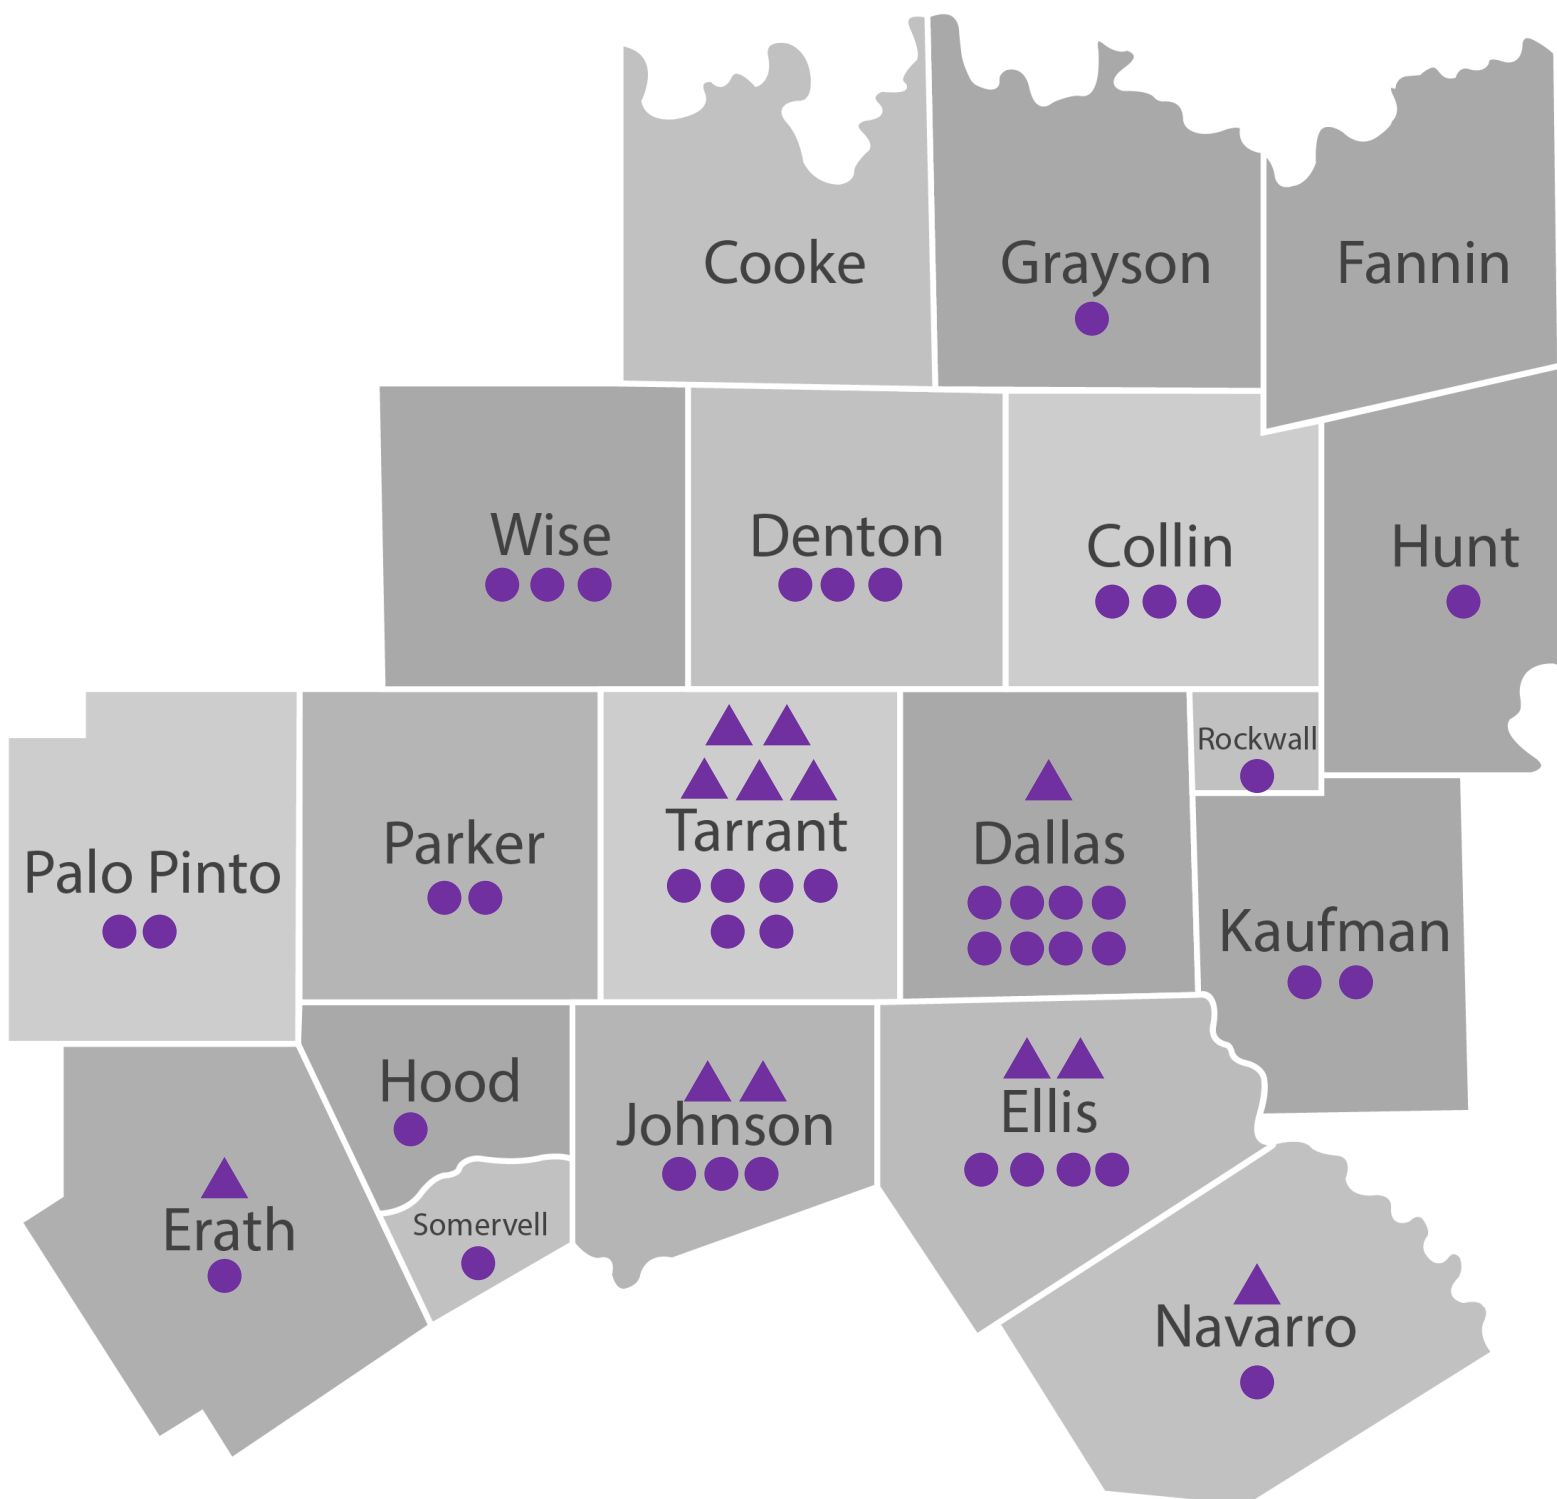 Cooke
Grayson
Fannin
Wise
Denton
Collin
Hunt
Rockwall
Palo Pinto
Parker
Tarrant
Dallas
Kaufman
Hood
Johnson
Ellis
Erath
Somervell
Navarro